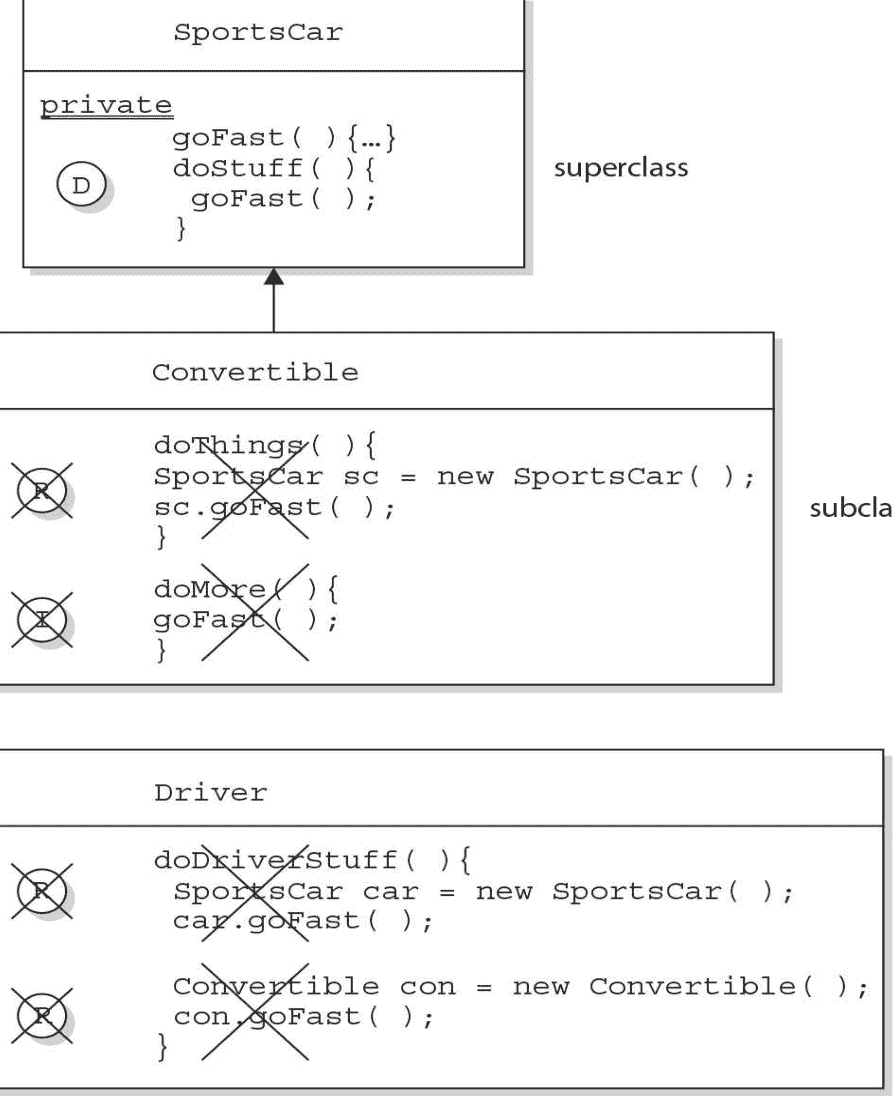 SportsCar
private
goFast( ){…}
doStuff( ){
D
goFast( );
}
superclass
Convertible
doThings( ){
R
SportsCar sc = new SportsCar( );
sc.goFast( );
}
subcla
doMore( ){
I
goFast( );
}
Driver
doDriverStuff( ){
R
SportsCar car = new SportsCar( );
car.goFast( );
Convertible con = new Convertible( );
R
con.goFast( );
}